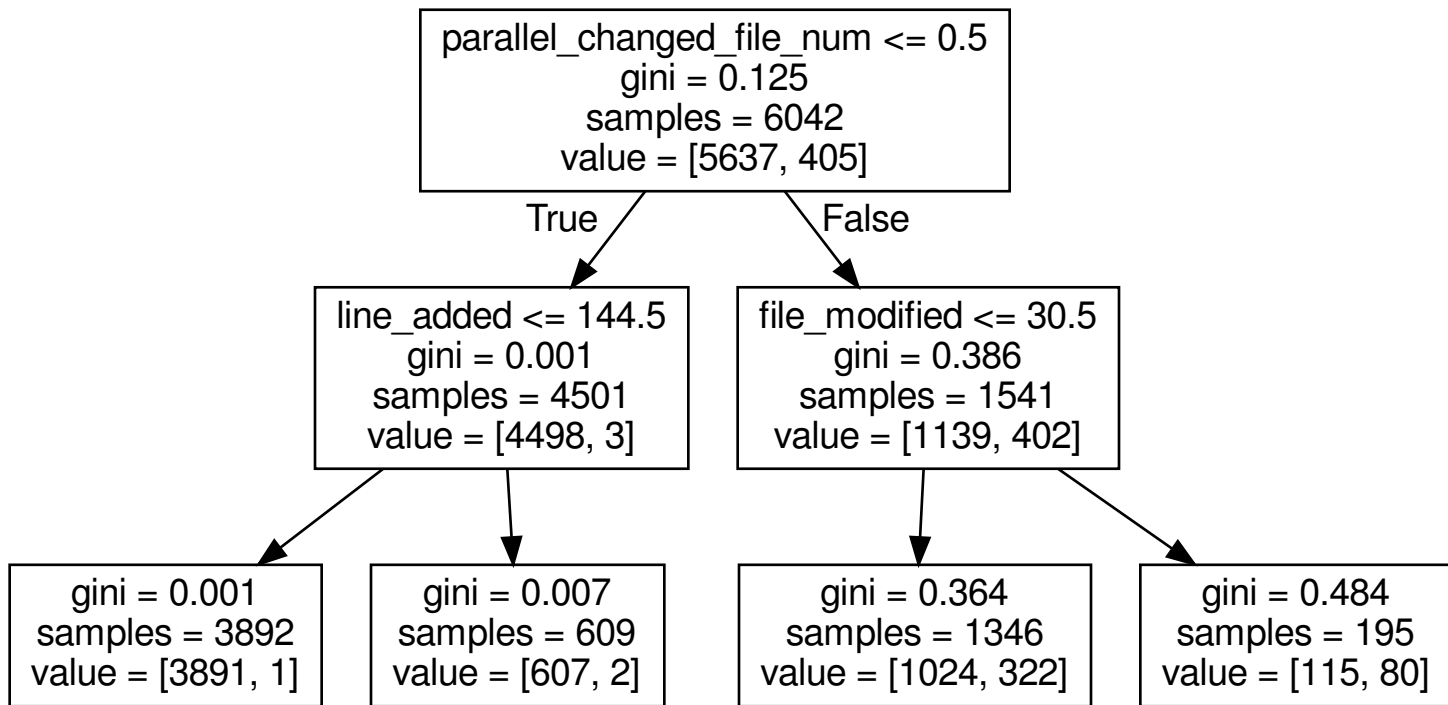 parallel_changed_file_num <= 0.5
gini = 0.125
samples = 6042
value = [5637, 405]
True
False
line_added <= 144.5
gini = 0.001
samples = 4501
value = [4498, 3]
file_modified <= 30.5
gini = 0.386
samples = 1541
value = [1139, 402]
gini = 0.001
samples = 3892
value = [3891, 1]
gini = 0.007
samples = 609
value = [607, 2]
gini = 0.364
samples = 1346
value = [1024, 322]
gini = 0.484
samples = 195
value = [115, 80]